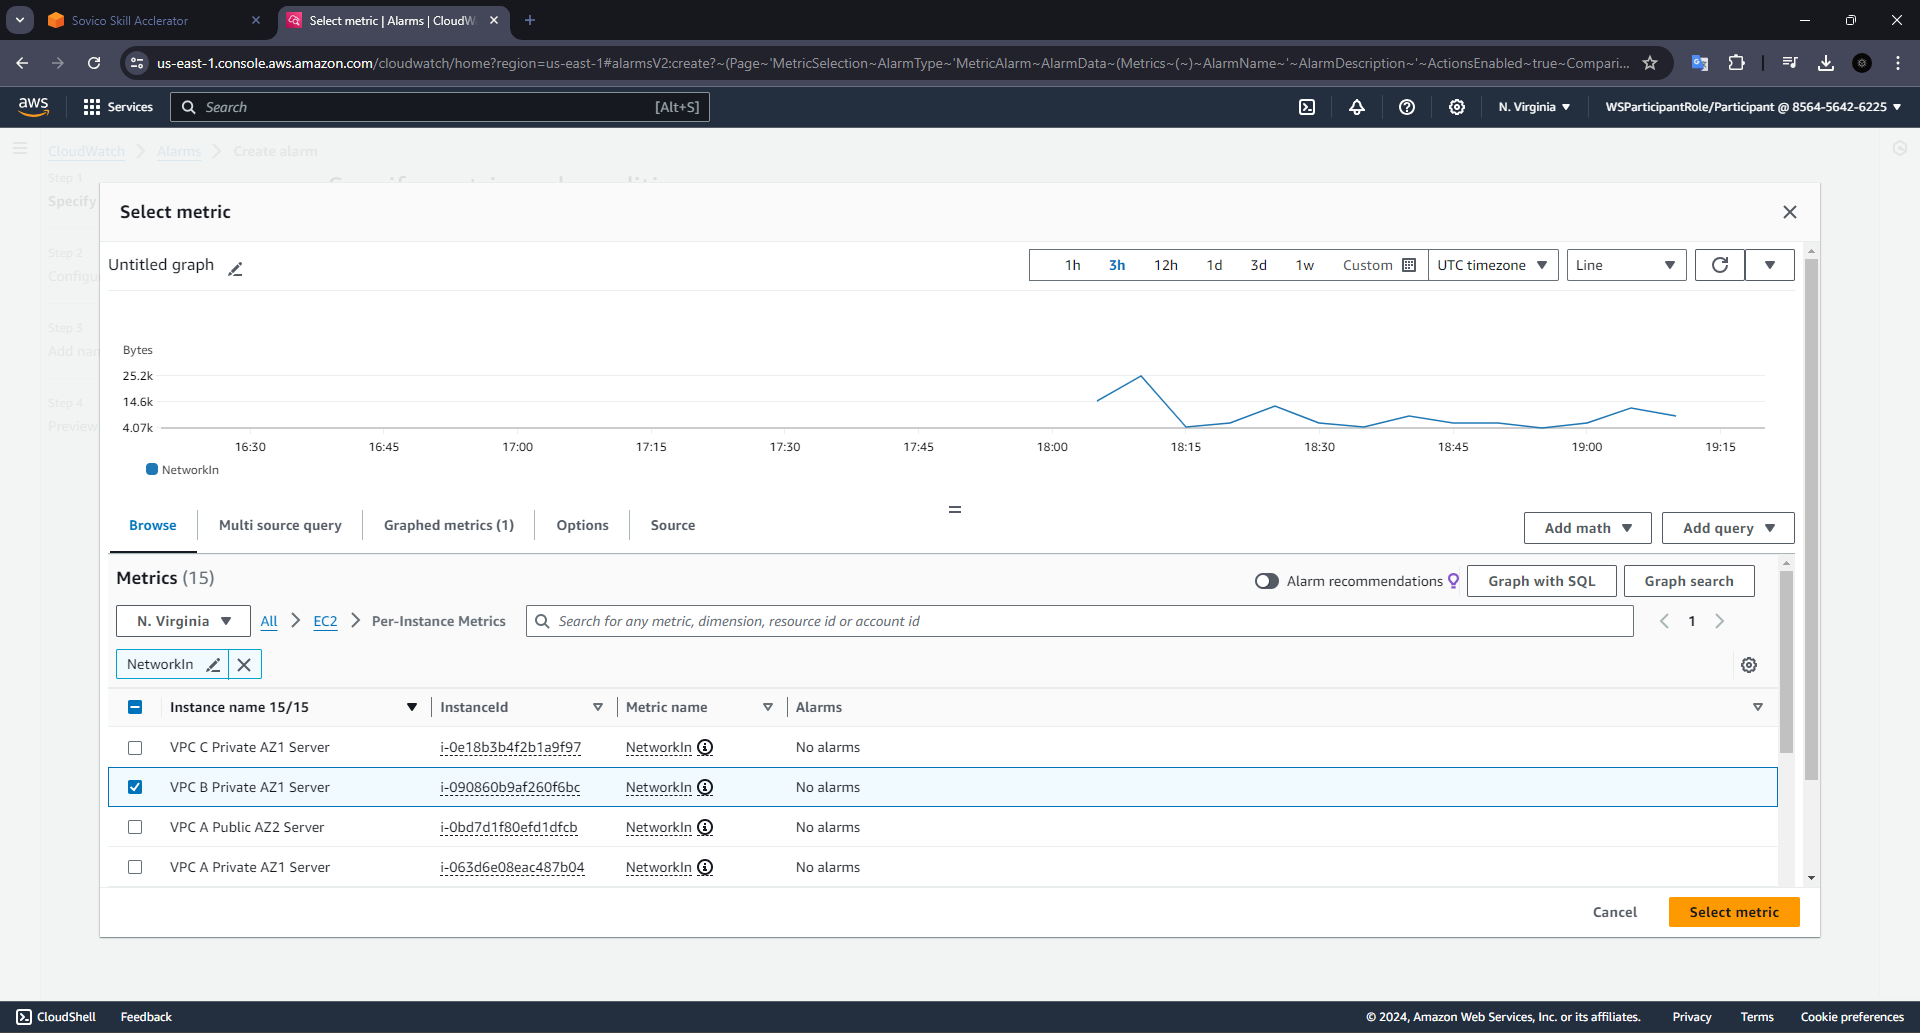 Sovico Skill Acclerator
Select metric | Alarms | CloudW
us-east-1.console.aws.amazon.com/cloudwatch/home?region=us-east-1#alarmsV2:create?~(Page~'MetricSelection~AlarmType~'MetricAlarm~AlarmData~(Metrics~(~)~AlarmName~'~AlarmDescription~'~ActionsEnabled~true~Compari...
aws
Services
Search
[Alt+S]
N. Virginia
WSParticipantRole/Participant @ 8564-5642-6225
CloudWatch
Alarms
Create alarm
Step 1
Specify
Step 2
Configu
Step 3
Add nam
Step 4
Preview
Select metric
Untitled graph
1h
3h
12h
1d
3d
1w
Custom
UTC timezone
Line
Bytes
25.2k
14.6k
4.07k
16:30
16:45
17:00
17:15
17:30
17:45
18:00
18:15
18:30
18:45
19:00
19:15
NetworkIn
Browse
Multi source query
Graphed metrics (1)
Options
Source
Add math
Add query
Metrics (15)
Alarm recommendations
Graph with SQL
Graph search
N. Virginia
All
EC2
Per-Instance Metrics
Search for any metric, dimension, resource id or account id
1
NetworkIn
Instance name 15/15
InstanceId
Metric name
Alarms
VPC C Private AZ1 Server
i-0e18b3b4f2b1a9f97
NetworkIn
No alarms
VPC B Private AZ1 Server
i-090860b9af260f6bc
NetworkIn
No alarms
VPC A Public AZ2 Server
i-0bd7d1f80efd1dfcb
NetworkIn
No alarms
VPC A Private AZ1 Server
i-063d6e08eac487b04
NetworkIn
No alarms
Cancel
Select metric
CloudShell
Feedback
© 2024, Amazon Web Services, Inc. or its affiliates.
Privacy
Terms
Cookie preferences